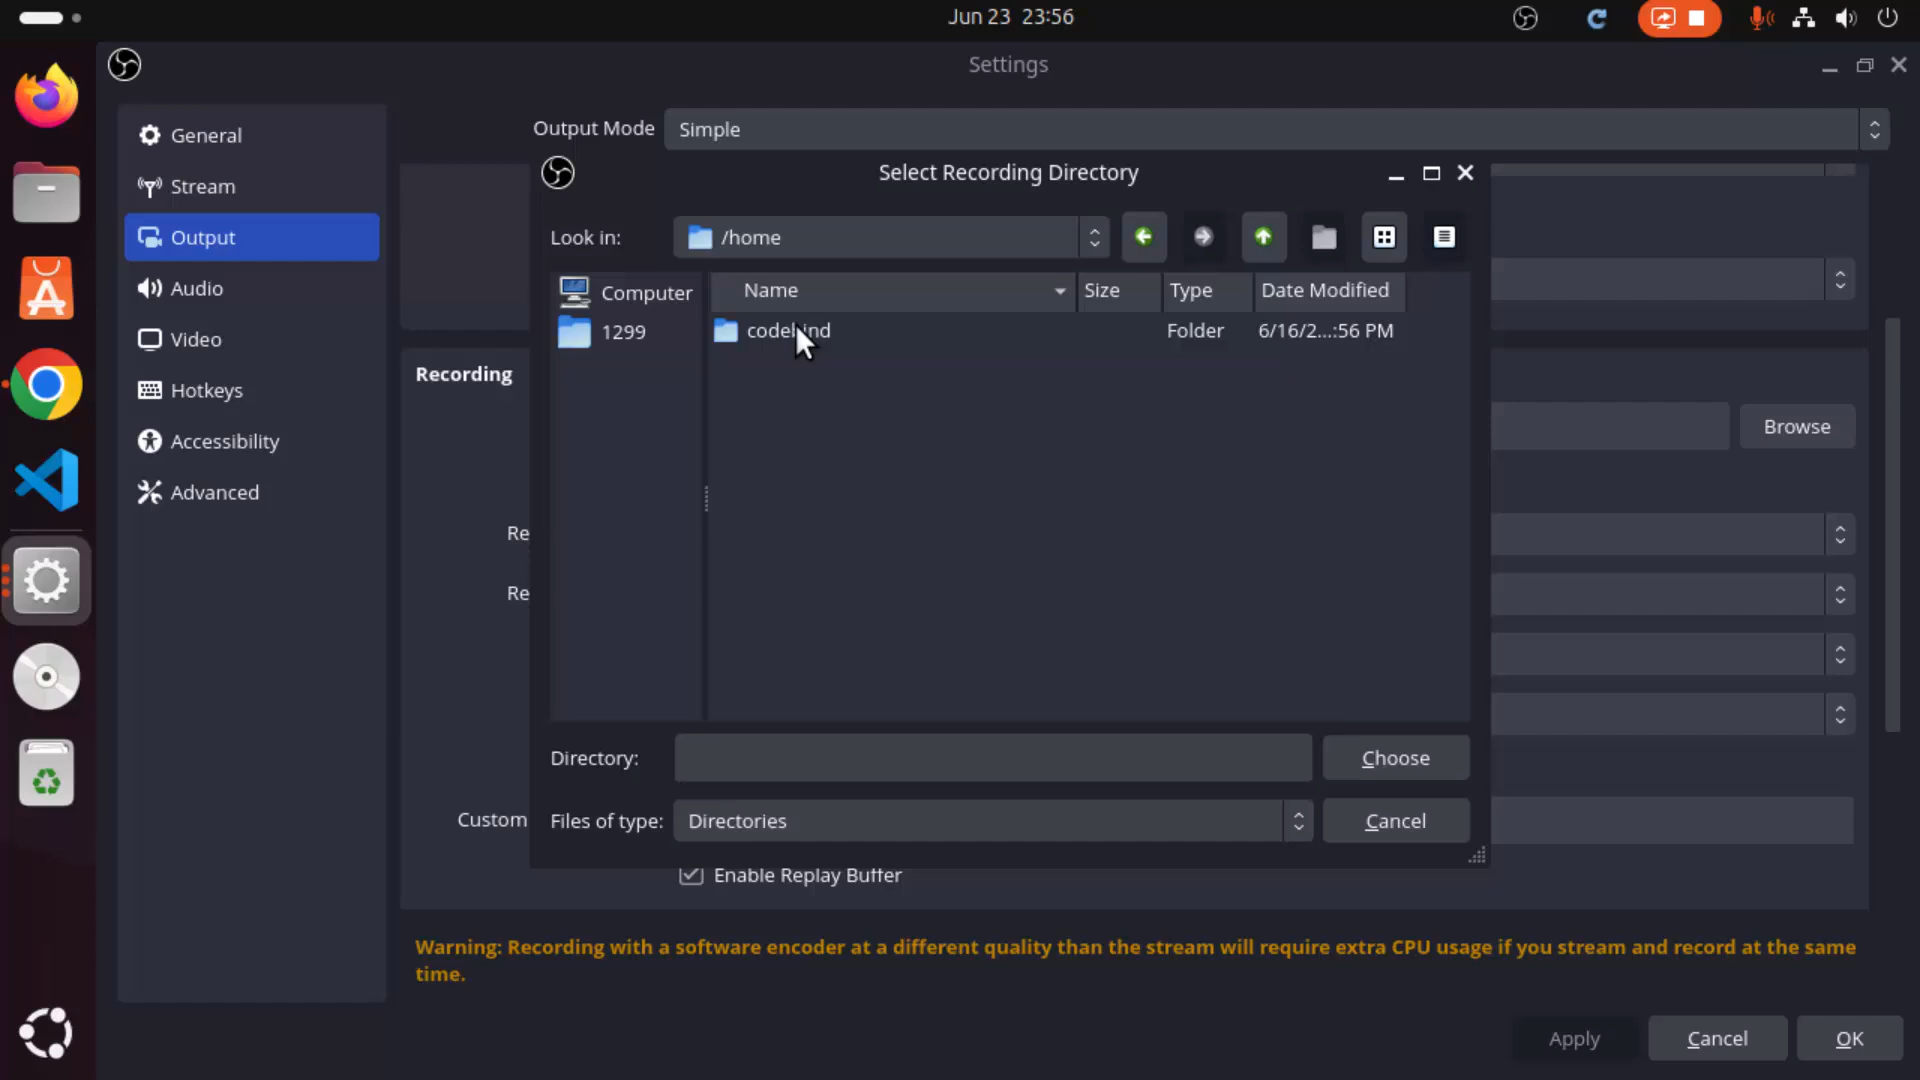 Jun 23 23:56
Settings
General
Stream
Output
Audio
Video
Hotkeys
Accessibility
Advanced
Output Mode
Simple
Select Recording Directory
Look in:
/home
Computer
1299
Name
Size
Type
Date Modified
Folder
6/16/2...:56 PM
Recording
Browse
Re
Re
Directory:
Choose
Custom
Files of type:
Directories
Cancel
Enable Replay Buffer
Warning: Recording with a software encoder at a different quality than the stream will require extra CPU usage if you stream and record at the same
time.
Apply
Cancel
OK